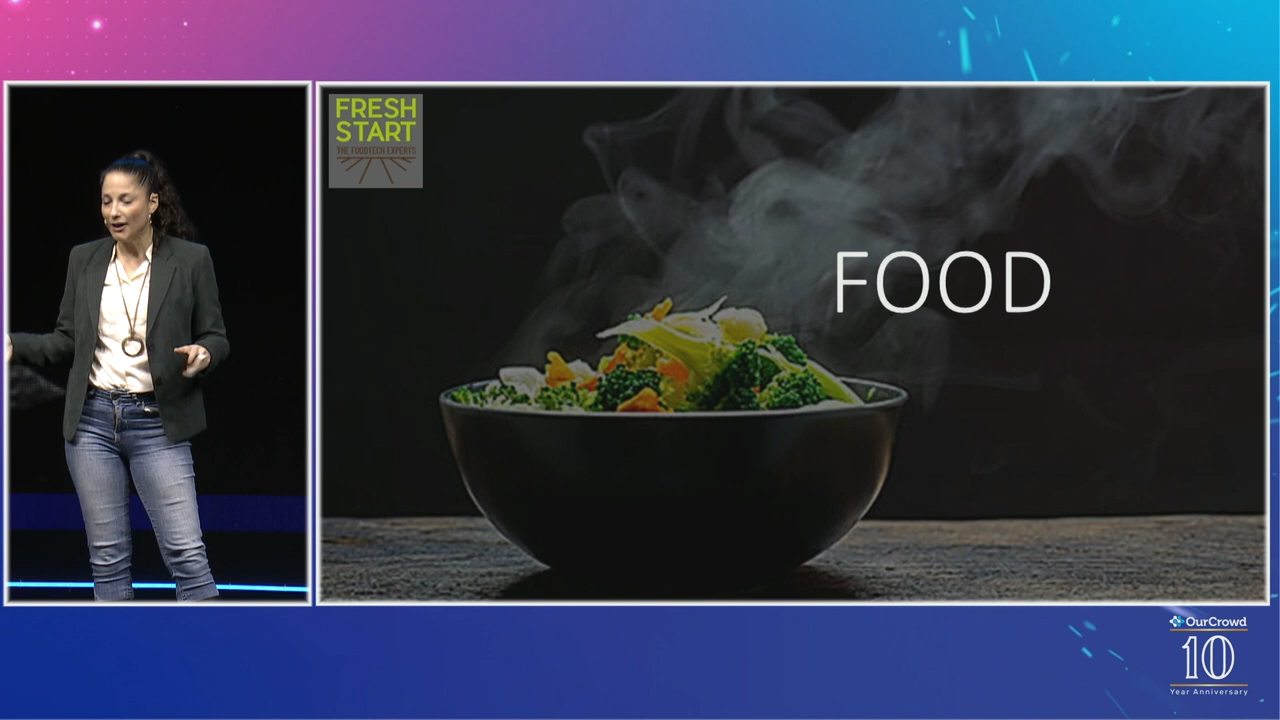 FRESH
START
THE FOODTECH EXPERTS
FOOD
OurCrowd
10
Year Anniversary